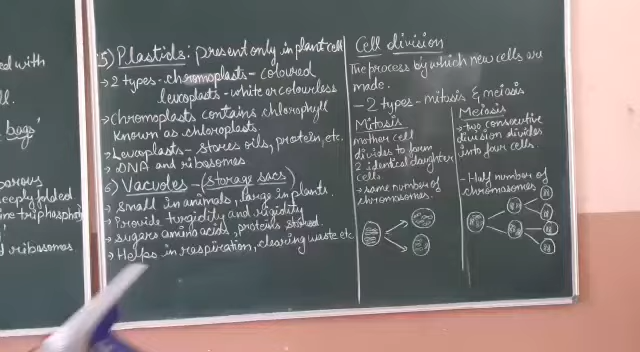 ed with
ll.
bags'
porous
deeply folded
ine triphosph
d ribosomes
5) Plastids: present only in plant cell
→ 2 types - chromoplasts - coloured
leucoplasts - white or colourless
→ Chromoplasts contains chlorophyll
known as chloroplasts.
→ Leucoplasts - stores oils, protein, etc.
→ DNA and ribosomes
6) Vacuoles - (storage sacs)
→ Small in animals, large in plants.
→ Provide turgidity and rigidity
→ Sugars amino acids, proteins stored.
→ Helps in respiration, clearing waste etc
Cell division
The process by which new cells are
made.
- 2 types - mitosis & meiosis
Mitosis
mother cell
divides to form
2 identical daughter
cells
→ same number of
chromosomes.
Meiosis
→ two consecutive
division divides
into four cells.
- Half number of
chromosomes